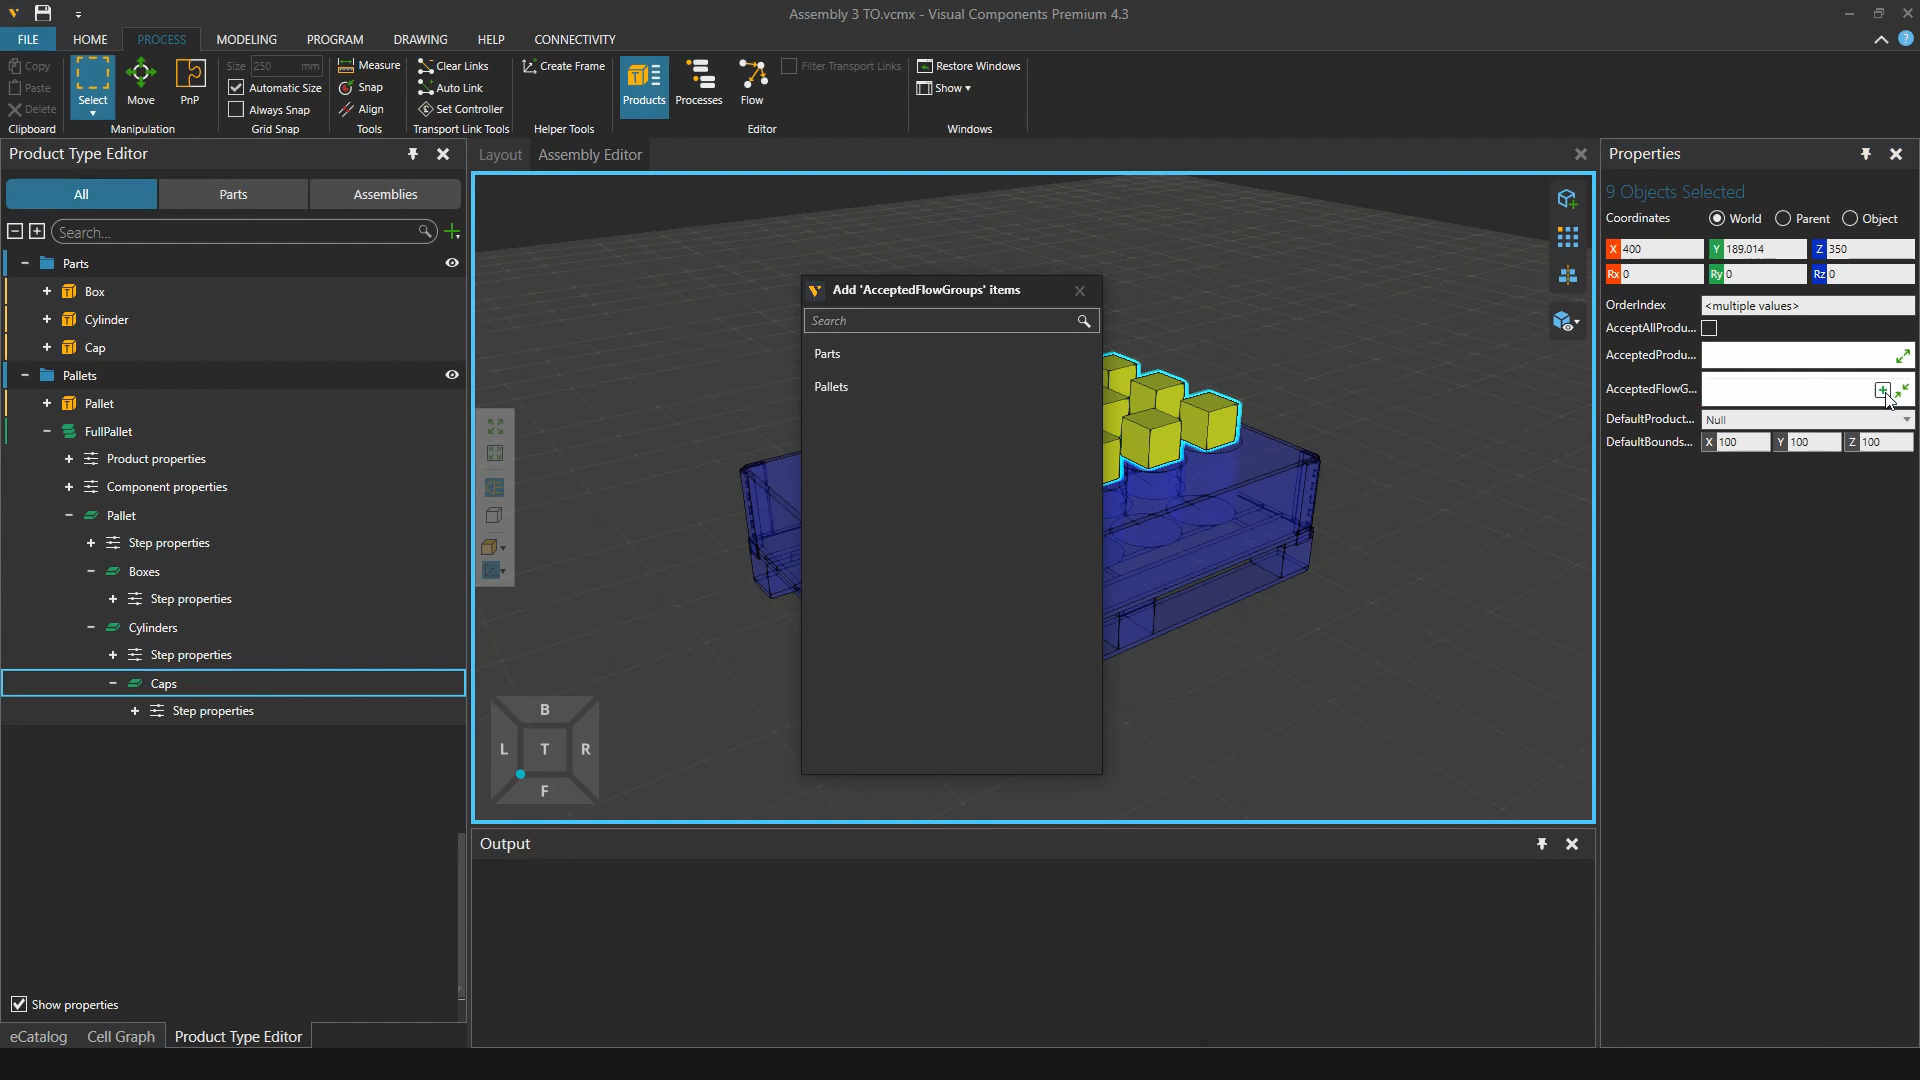 Assembly 3 TO.vcmx - Visual Components Premium 4.3
FILE HOME PROCESS MODELING PROGRAM DRAWING HELP CONNECTIVITY
Copy
Paste
Delete
Clipboard
Select
Move
PnP
Manipulation
Size 250 mm
Automatic Size
Always Snap
Grid Snap
Measure
Snap
Align
Tools
Clear Links
Auto Link
Set Controller
Transport Link Tools
Create Frame
Helper Tools
Products
Processes
Flow
Filter Transport Links
Editor
Restore Windows
Show
Windows
Product Type Editor
All Parts Assemblies
Search...
Parts
Box
Cylinder
Cap
Pallets
Pallet
FullPallet
Product properties
Component properties
Pallet
Step properties
Boxes
Step properties
Cylinders
Step properties
Caps
Step properties
Show properties
eCatalog Cell Graph Product Type Editor
Layout Assembly Editor
Add 'AcceptedFlowGroups' items
Search
Parts
Pallets
B
L T R
F
Output
Properties
9 Objects Selected
Coordinates World Parent Object
X 400 Y 189.014 Z 350
Rx 0 Ry 0 Rz 0
OrderIndex <multiple values>
AcceptAllProdu...
AcceptedProdu...
AcceptedFlowG...
DefaultProduct... Null
DefaultBounds... X 100 Y 100 Z 100